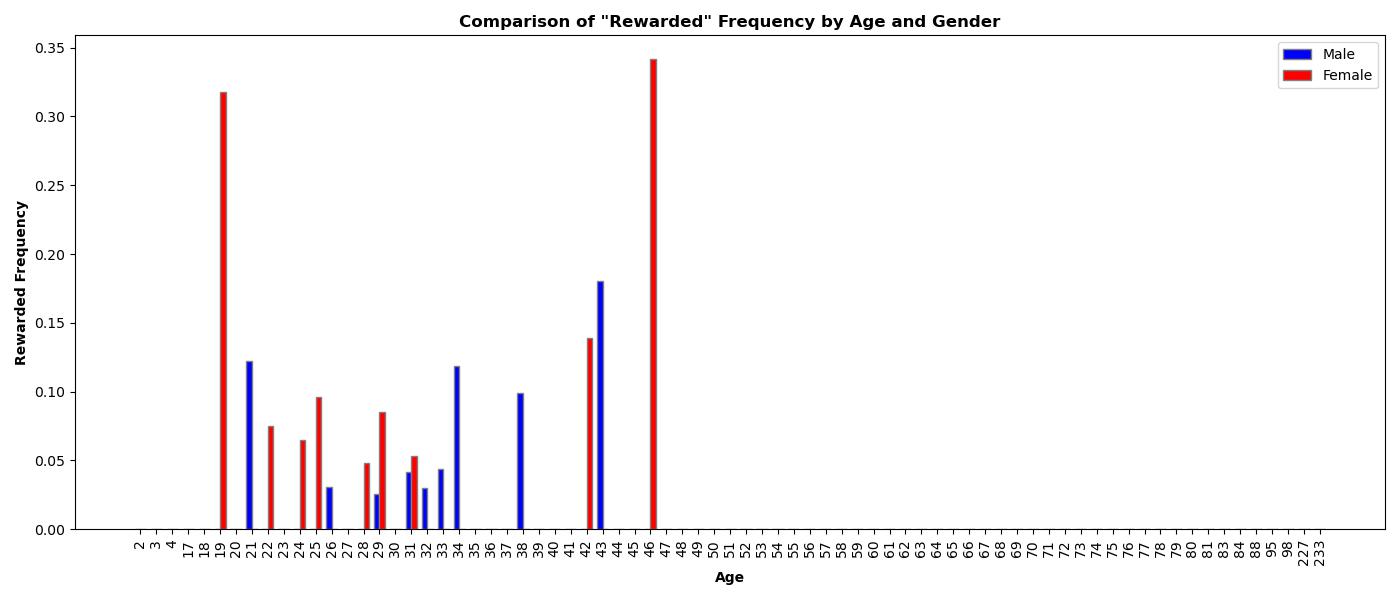 Comparison of "Rewarded" Frequency by Age and Gender
Male
Female
Rewarded Frequency
0.35
0.30
0.25
0.20
0.15
0.10
0.05
0.00
2 3 4 17 18 19 20 21 22 23 24 25 26 27 28 29 30 31 32 33 34 35 36 37 38 39 40 41 42 43 44 45 46 47 48 49 50 51 52 53 54 55 56 57 58 59 60 61 62 63 64 65 66 67 68 69 70 71 72 73 74 75 76 77 78 79 80 81 83 84 88 95 98 227 233
Age